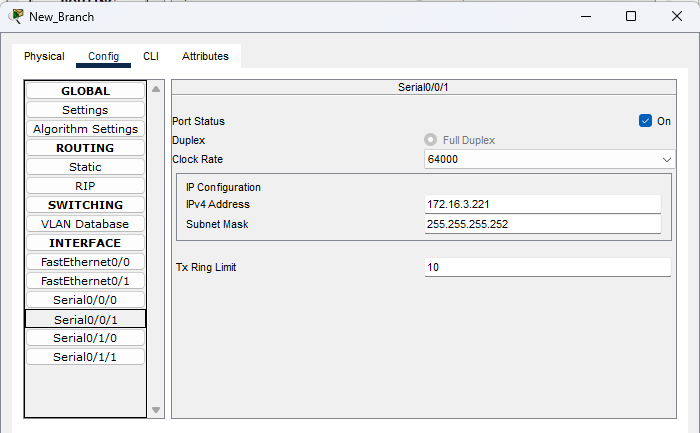 New_Branch
Physical Config CLI Attributes
GLOBAL
Settings
Algorithm Settings
ROUTING
Static
RIP
SWITCHING
VLAN Database
INTERFACE
FastEthernet0/0
FastEthernet0/1
Serial0/0/0
Serial0/0/1
Serial0/1/0
Serial0/1/1
Serial0/0/1
Port Status On
Duplex Full Duplex
Clock Rate 64000
IP Configuration
IPv4 Address 172.16.3.221
Subnet Mask 255.255.255.252
Tx Ring Limit 10